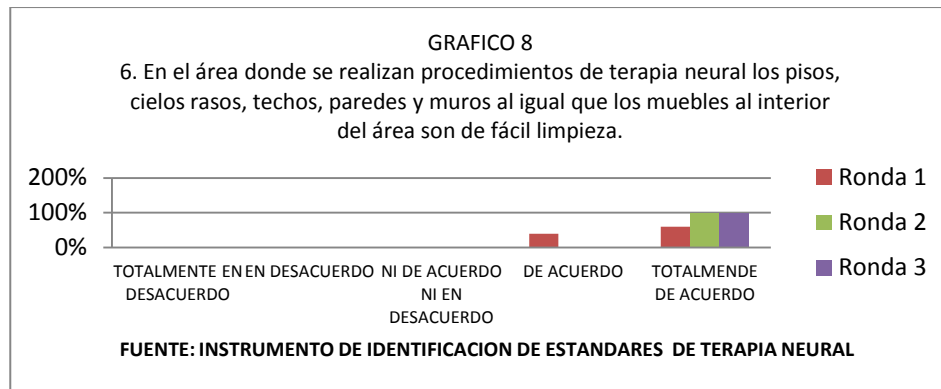 GRAFICO 8
6. En el área donde se realizan procedimientos de terapia neural los pisos,
cielos rasos, techos, paredes y muros al igual que los muebles al interior
del área son de fácil limpieza.
200%
100%
0%
Ronda 1
Ronda 2
Ronda 3
TOTALMENTE EN
DESACUERDO
EN DESACUERDO
NI DE ACUERDO
NI EN
DESACUERDO
DE ACUERDO
TOTALMENDE
DE ACUERDO
FUENTE: INSTRUMENTO DE IDENTIFICACION DE ESTANDARES DE TERAPIA NEURAL